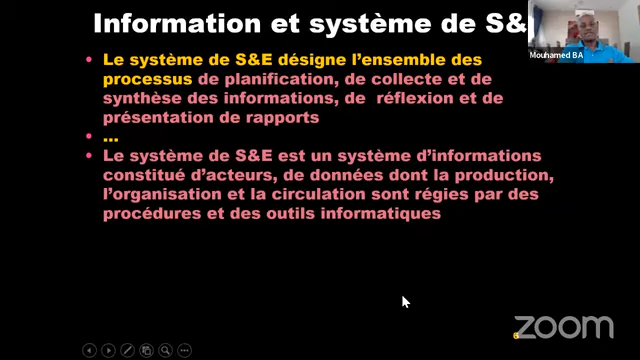 Information et système de S&
Mouhamed BA
• Le système de S&E désigne l'ensemble des
processus de planification, de collecte et de
synthèse des informations, de réflexion et de
présentation de rapports
• ...
• Le système de S&E est un système d'informations
constitué d'acteurs, de données dont la production,
l'organisation et la circulation sont régies par des
procédures et des outils informatiques
zoom